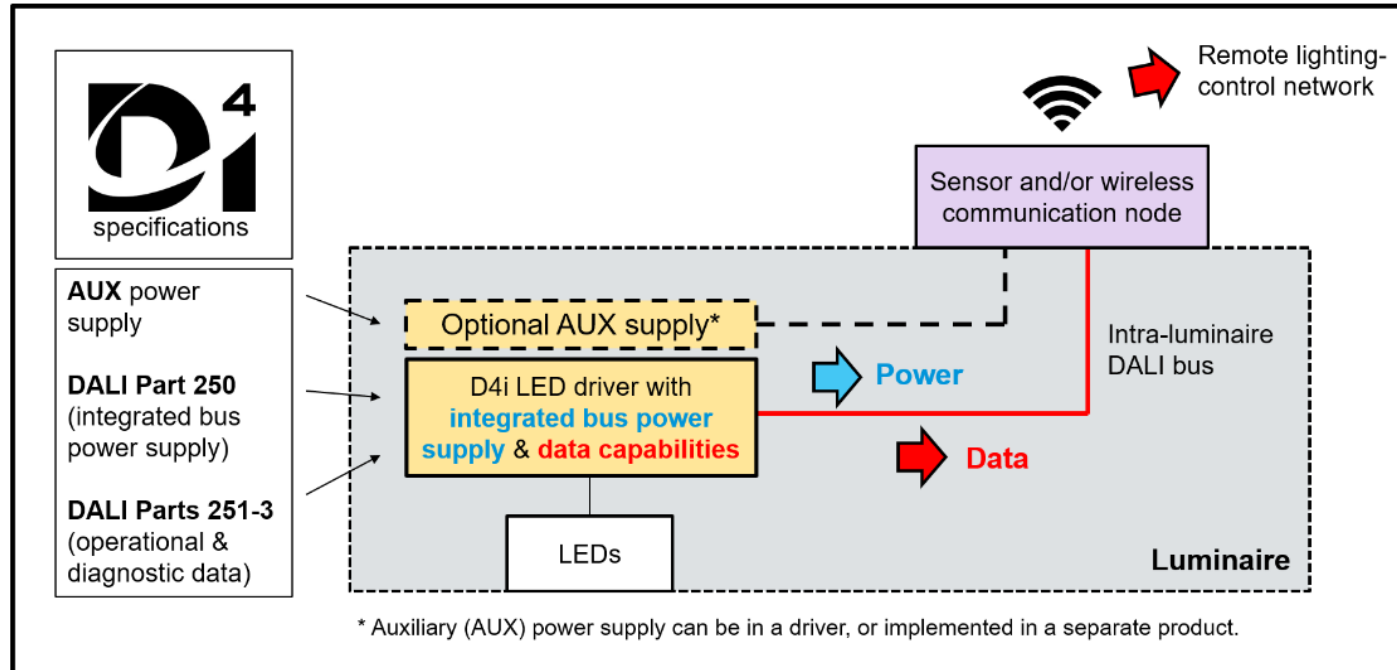 D4i
specifications
AUX power
supply
DALI Part 250
(integrated bus
power supply)
DALI Parts 251-3
(operational &
diagnostic data)
Remote lighting-
control network
Sensor and/or wireless
communication node
Optional AUX supply*
D4i LED driver with
integrated bus power
supply & data capabilities
Power
Data
Intra-luminaire
DALI bus
LEDs
Luminaire
* Auxiliary (AUX) power supply can be in a driver, or implemented in a separate product.